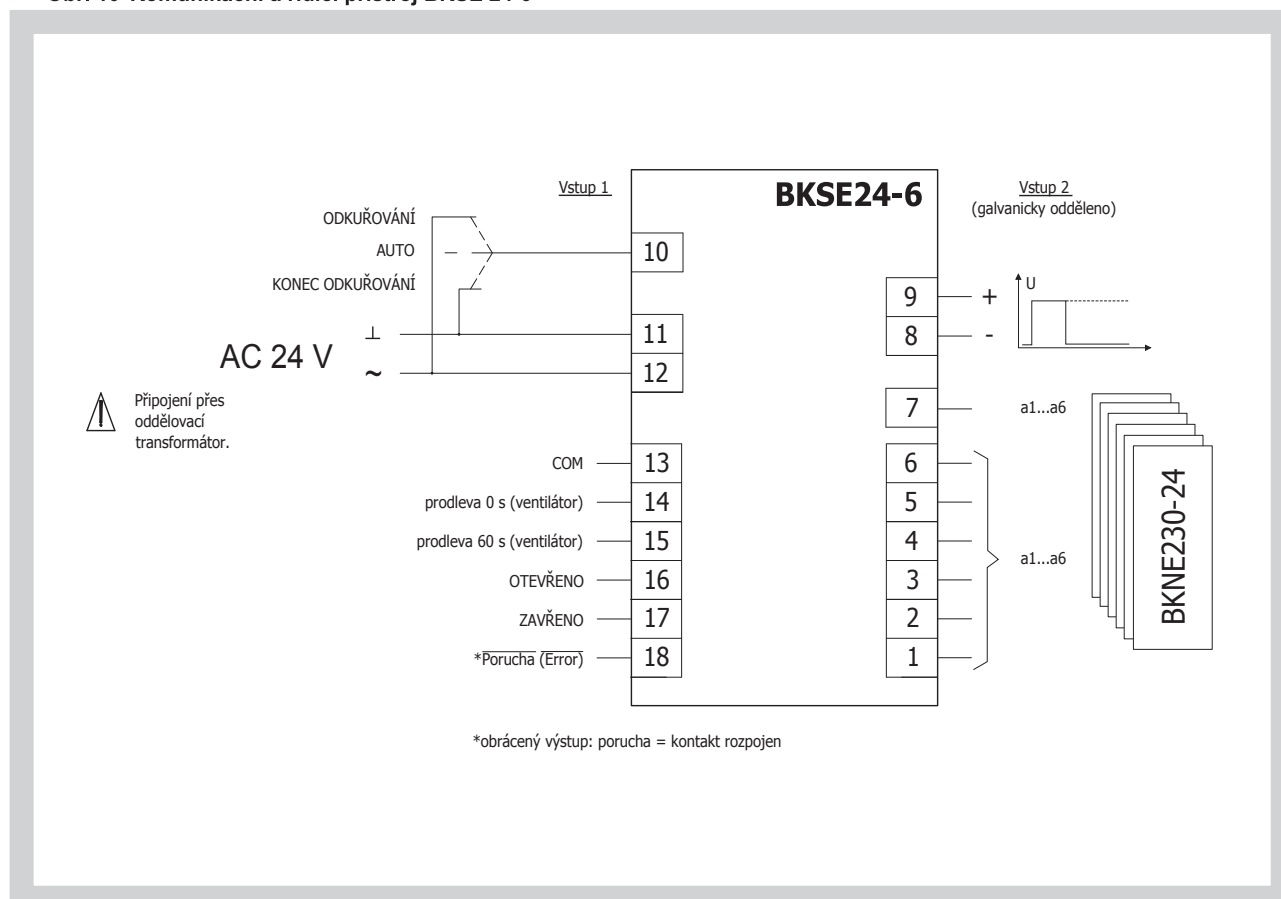 BKSE24-6
Vstup 1
Vstup 2
(galvanicky odděleno)
ODKUŘOVÁNÍ
AUTO
KONEC ODKUŘOVÁNÍ
10
⊥
11
AC 24 V
~
12
Připojení přes
oddělovací
transformátor.
COM
13
prodleva 0 s (ventilátor)
14
prodleva 60 s (ventilátor)
15
OTEVŘENO
16
ZAVŘENO
17
*Porucha (Error)
18
9
+
U
8
-
7
a1...a6
6
5
4
3
2
1
a1...a6
BKNE230-24
*obrácený výstup: porucha = kontakt rozpojen